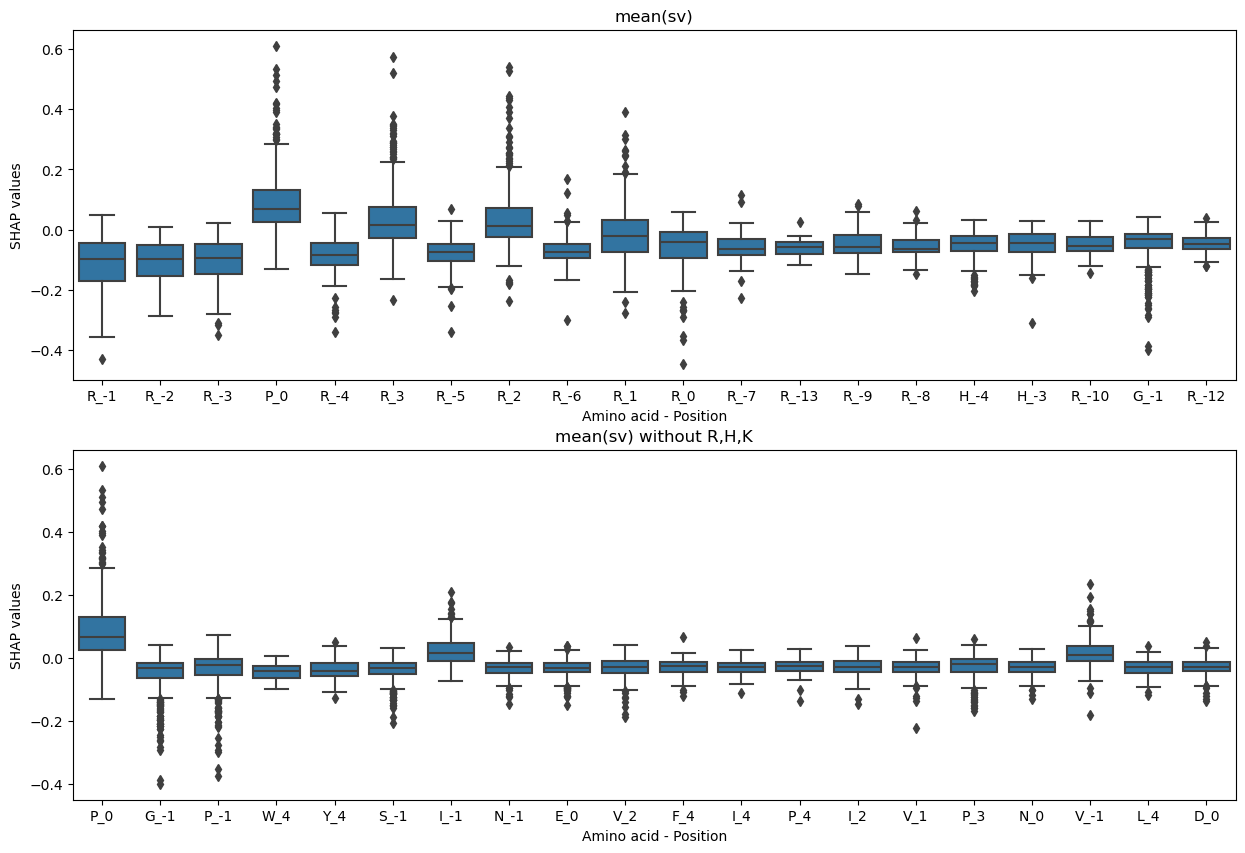 mean(sv)
0.6
0.4
0.2
0.0
−0.2
−0.4
SHAP values
R_-1 R_-2 R_-3 P_0 R_-4 R_3 R_-5 R_2 R_-6 R_1 R_0 R_-7 R_-13 R_-9 R_-8 H_-4 H_-3 R_-10 G_-1 R_-12
Amino acid - Position
mean(sv) without R,H,K
0.6
0.4
0.2
0.0
−0.2
−0.4
SHAP values
P_0 G_-1 P_-1 W_4 Y_4 S_-1 I_-1 N_-1 E_0 V_2 F_4 I_4 P_4 I_2 V_1 P_3 N_0 V_-1 L_4 D_0
Amino acid - Position